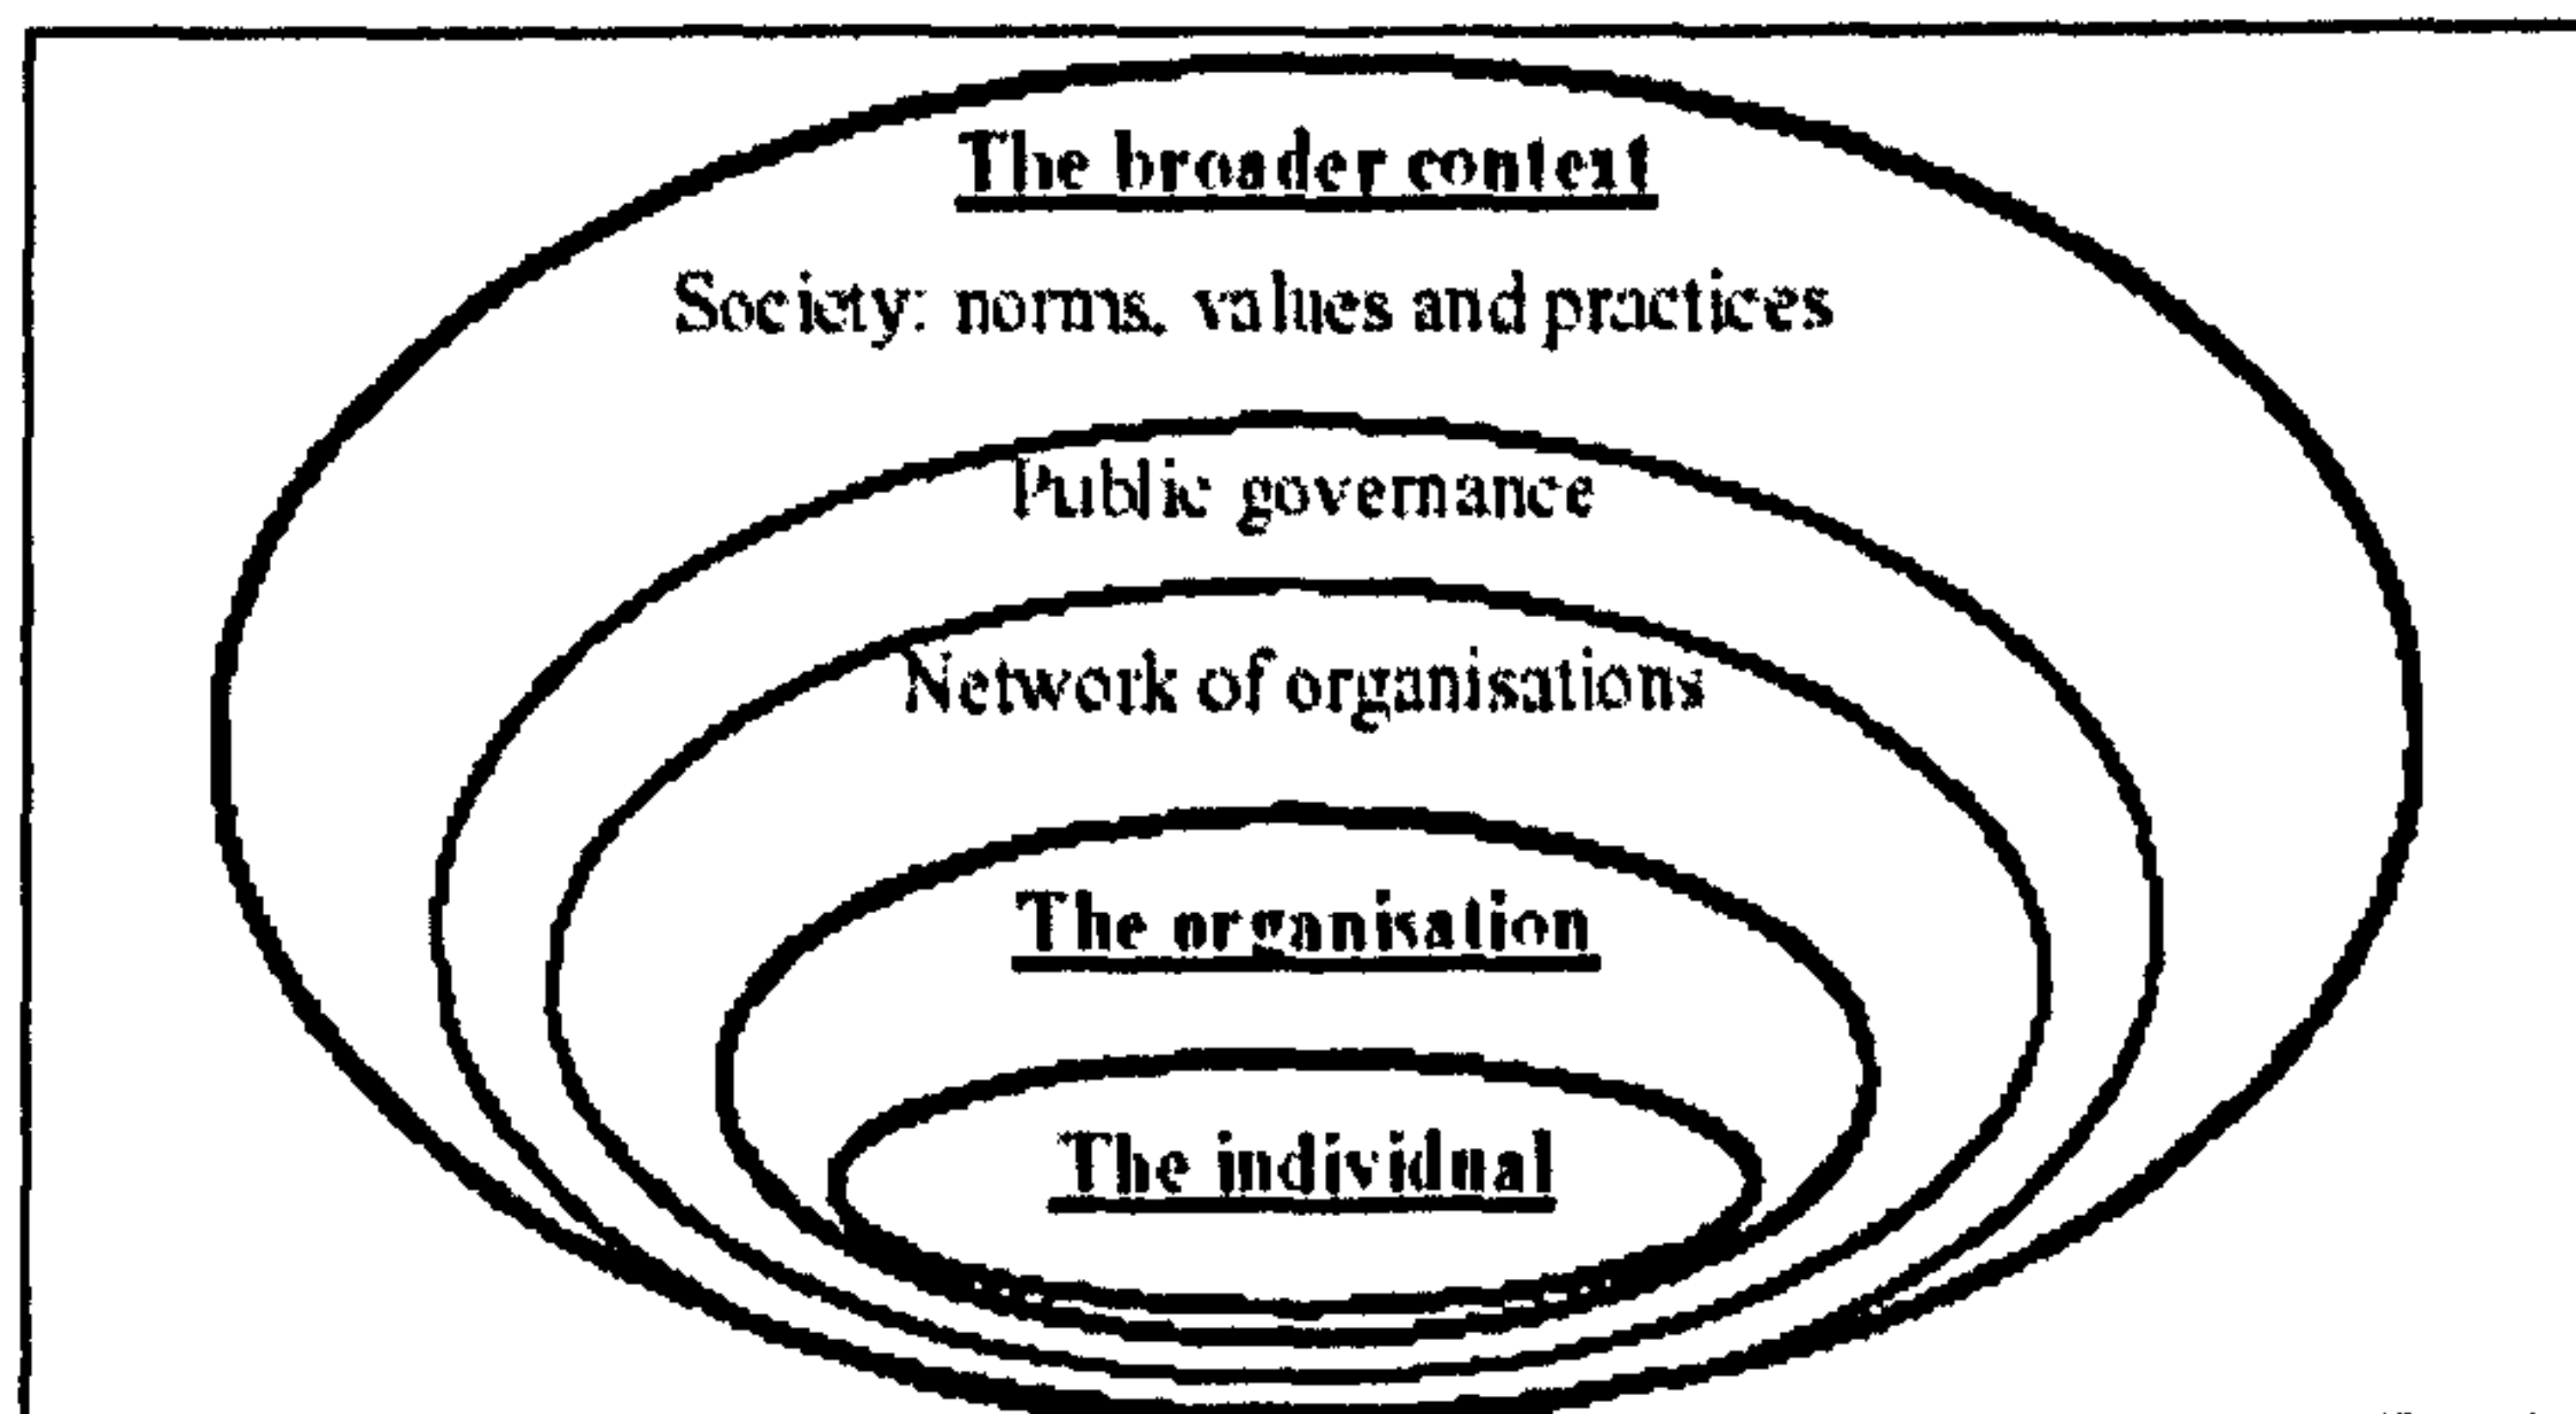 The broader context
Society: norms, values and practices
Public governance
Network of organisations
The organisation
The individual